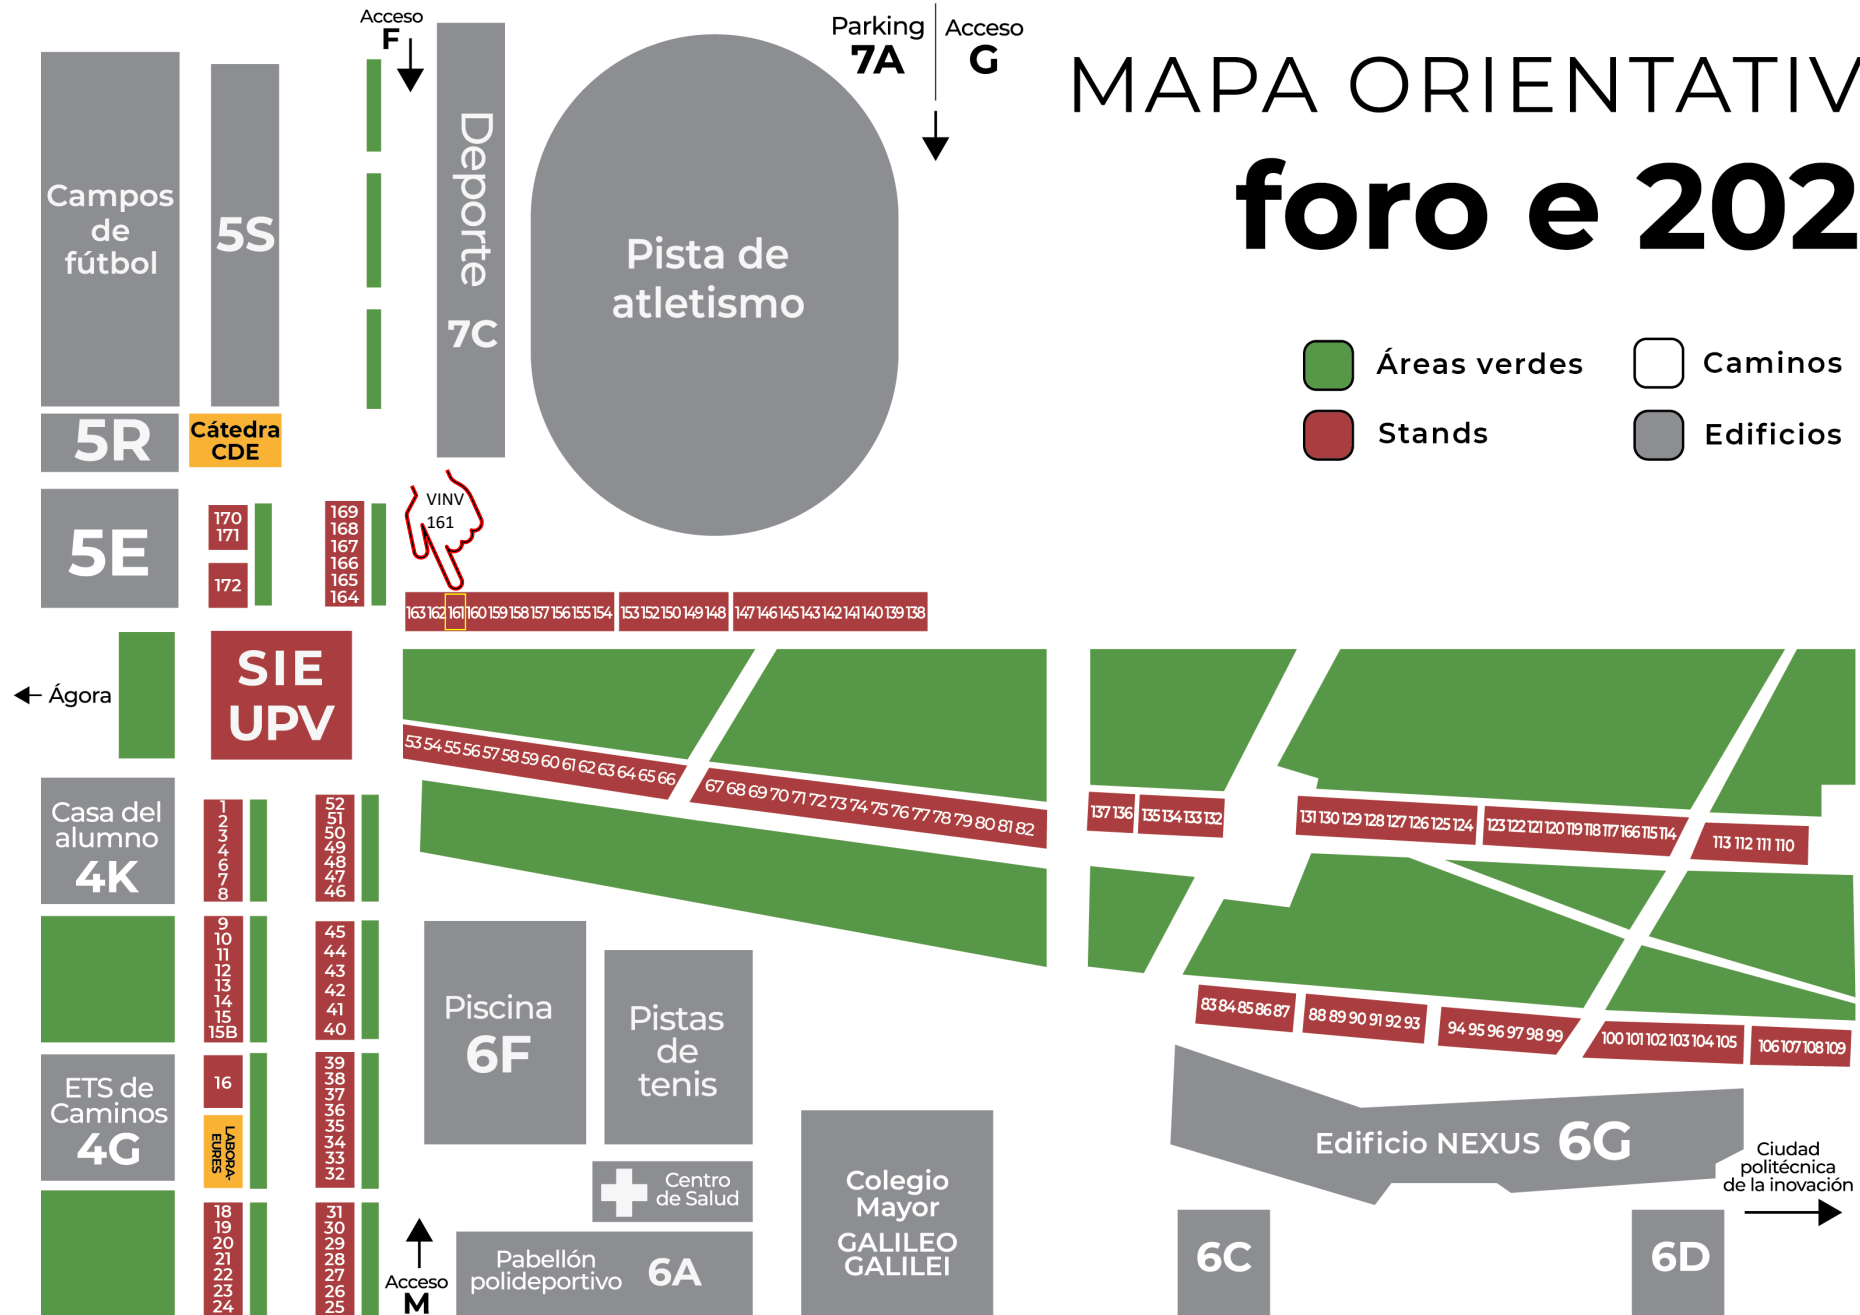 Acceso
F
Parking
7A
Acceso
G
MAPA ORIENTATIV
foro e 202
Campos
de
fútbol
5S
Deporte
7C
Pista de
atletismo
Áreas verdes
Caminos
Stands
Edificios
5R
Cátedra
CDE
VINV
161
5E
170
171
172
169
168
167
166
165
164
163 162 161 160 159 158 157 156 155 154
153 152 150 149 148
147 146 145 143 142 141 140 139 138
SIE
UPV
Ágora
53 54 55 56 57 58 59 60 61 62 63 64 65 66
67 68 69 70 71 72 73 74 75 76 77 78 79 80 81 82
137 136
135 134 133 132
131 130 129 128 127 126 125 124
123 122 121 120 119 118 117 166 115 114
113 112 111 110
Casa del
alumno
4K
1
2
3
4
6
7
8
52
51
50
49
48
47
46
9
10
11
12
13
14
15
15B
45
44
43
42
41
40
Piscina
6F
Pistas
de
tenis
83 84 85 86 87
88 89 90 91 92 93
94 95 96 97 98 99
100 101 102 103 104 105
106 107 108 109
ETS de
Caminos
4G
16
LABORA-
EURES
39
38
37
36
35
34
33
32
Centro
de Salud
Colegio
Mayor
GALILEO
GALILEI
Edificio NEXUS 6G
Ciudad
politécnica
de la inovación
18
19
20
21
22
23
24
31
30
29
28
27
26
25
Acceso
M
Pabellón
polideportivo
6A
6C
6D